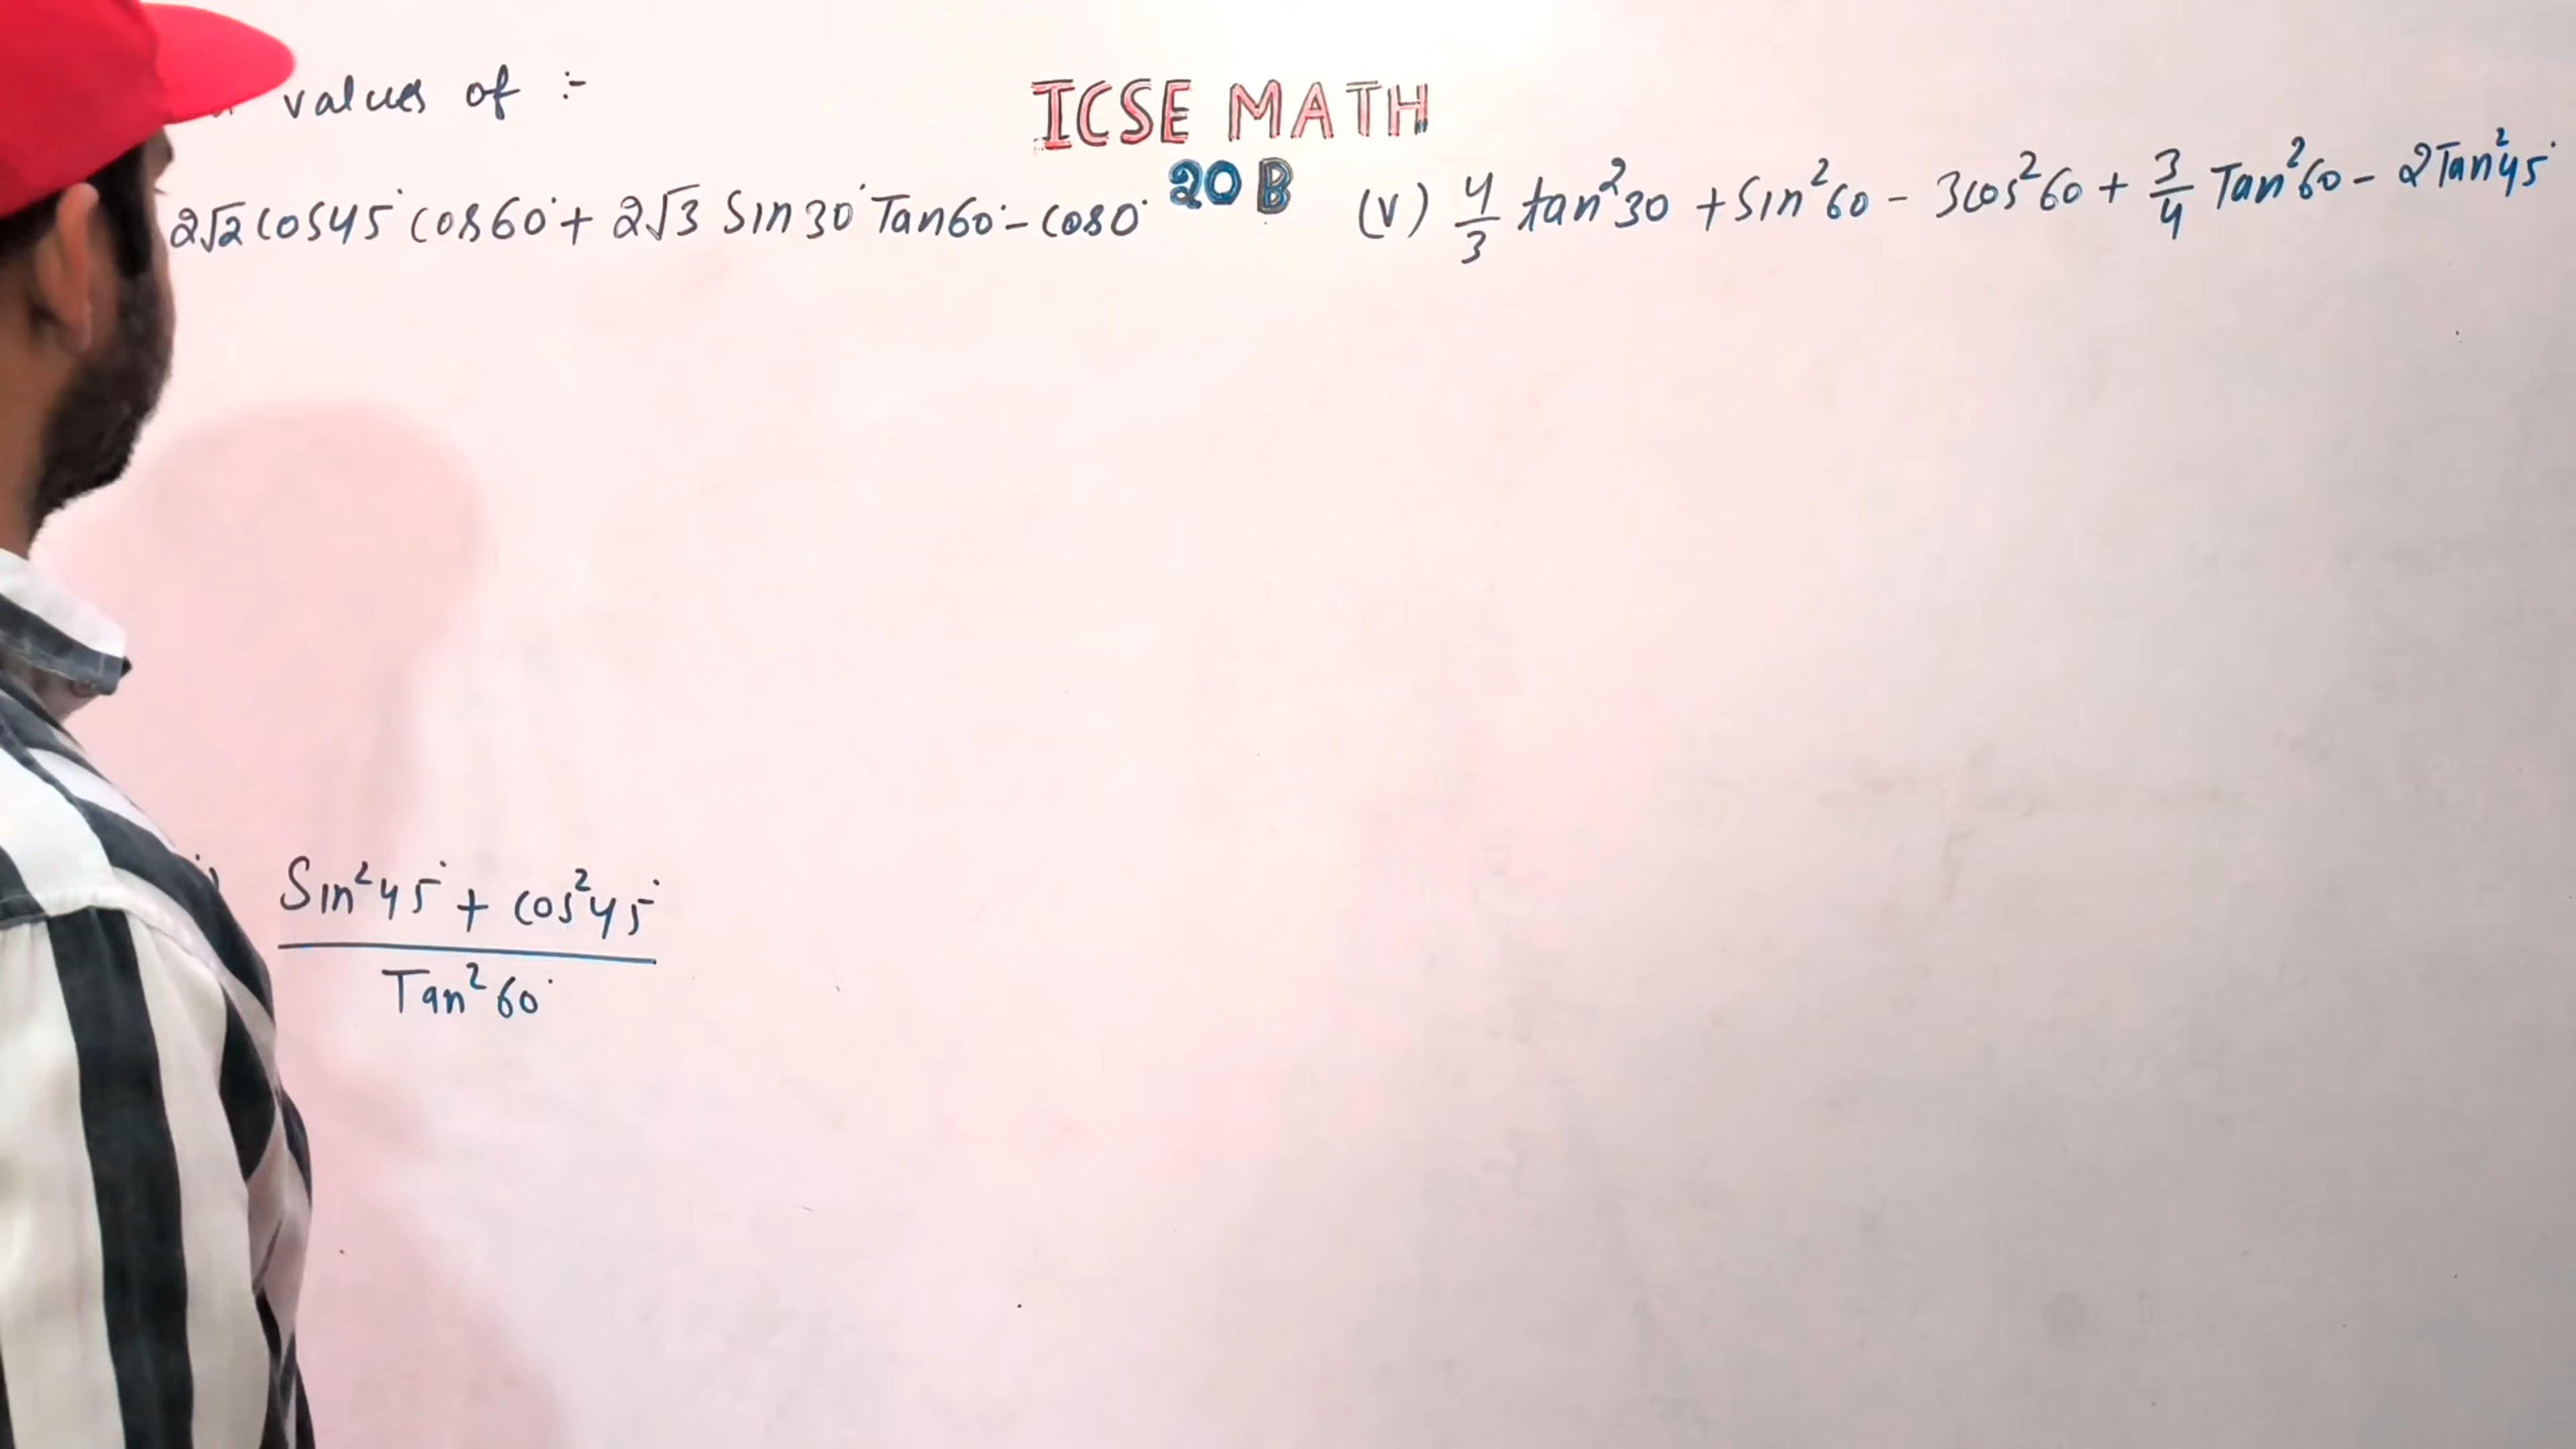 values of :-
ICSE MATH
20 B
2√2 cos45° cos60° + 2√3 Sin30° Tan60° - cos0°
(V) 4/3 tan²30 + Sin²60 - 3cos²60 + 3/4 Tan²60 - 2Tan²45°
Sin²45° + cos²45°
Tan²60°